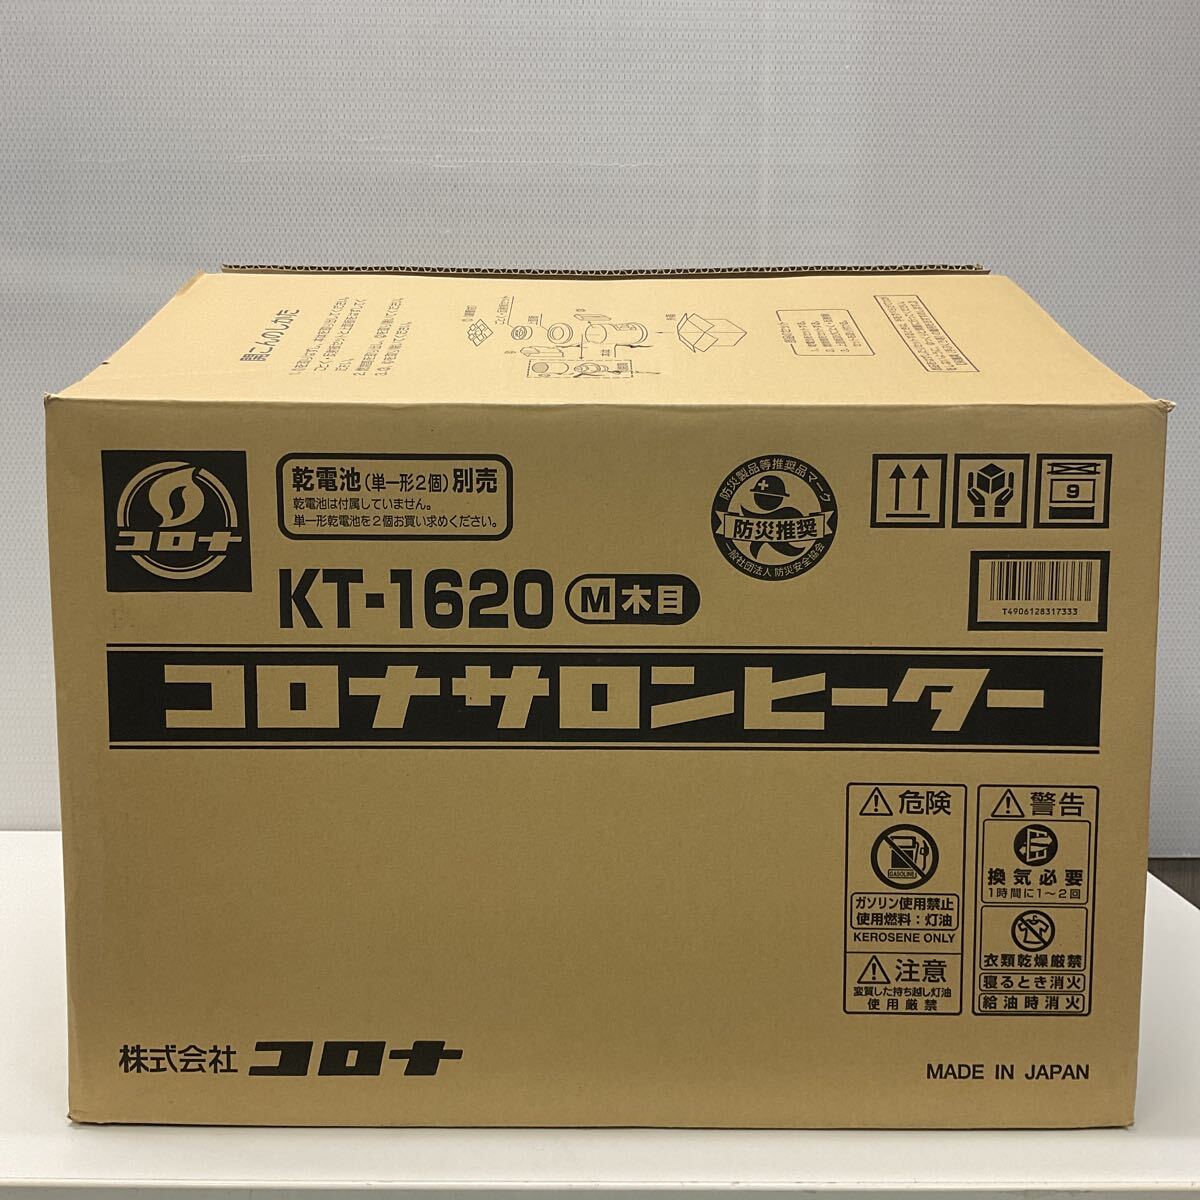 開こんのしかた
コロナ
乾電池(単一形2個)別売
乾電池は付属していません。
単一形乾電池を2個お買い求めください。
防災製品等推奨品マーク
防災推奨
一般社団法人 防災安全協会
9
KT-1620 M 木目
T4906128317333
コロナサロンヒーター
危険
GASOLINE
ガソリン使用禁止
使用燃料:灯油
KEROSENE ONLY
注意
変質した持ち越し灯油
使用厳禁
警告
換気必要
1時間に1〜2回
衣類乾燥厳禁
寝るとき消火
給油時消火
株式会社 コロナ
MADE IN JAPAN